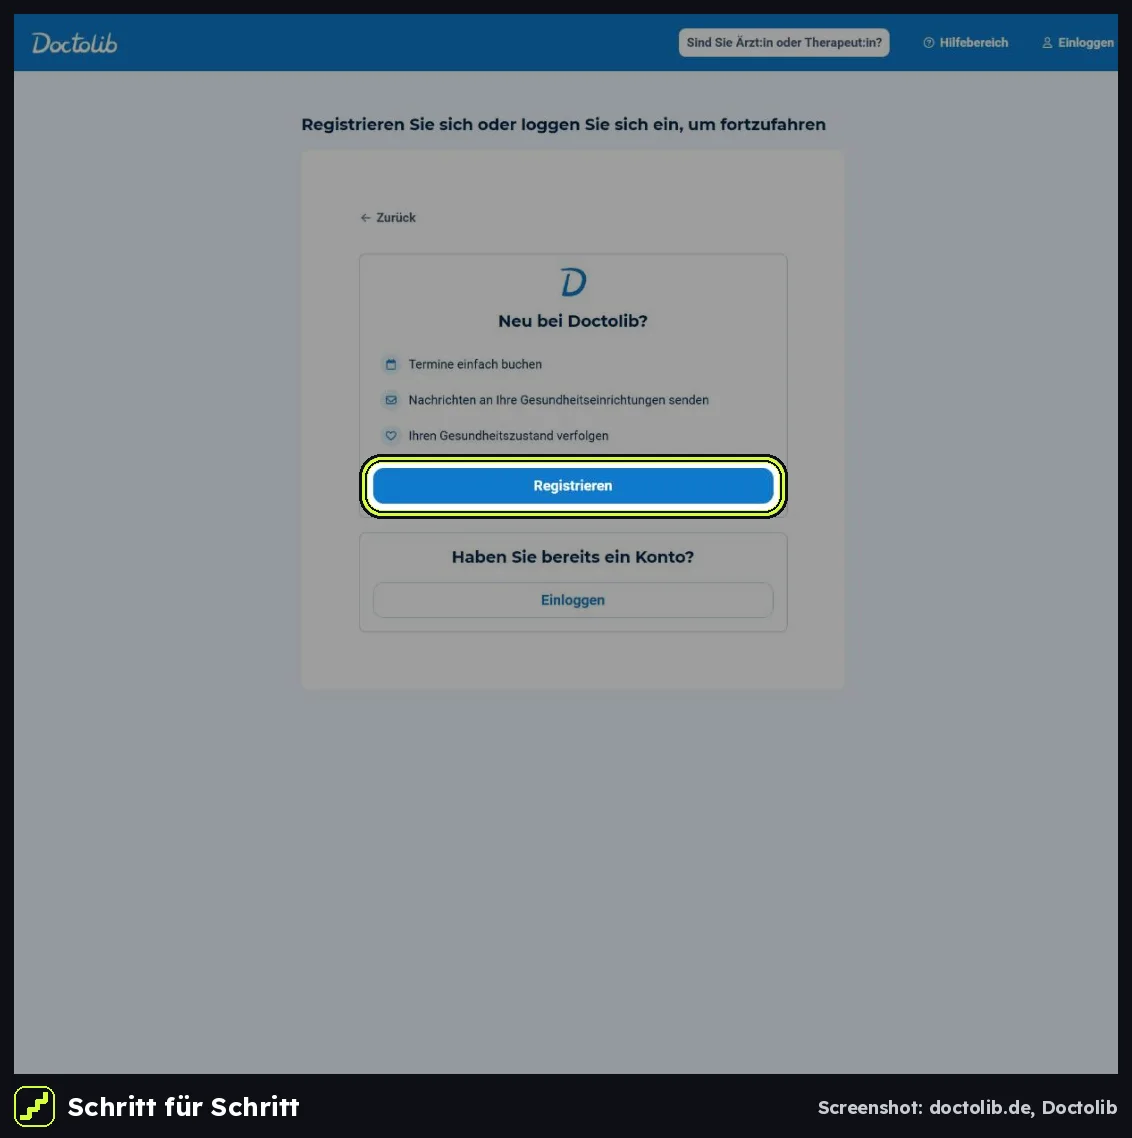 Doctolib
Sind Sie Ärzt:in oder Therapeut:in?
Hilfebereich
Einloggen
Registrieren Sie sich oder loggen Sie sich ein, um fortzufahren
Zurück
Neu bei Doctolib?
Termine einfach buchen
Nachrichten an Ihre Gesundheitseinrichtungen senden
Ihren Gesundheitszustand verfolgen
Registrieren
Haben Sie bereits ein Konto?
Einloggen
Schritt für Schritt
Screenshot: doctolib.de, Doctolib